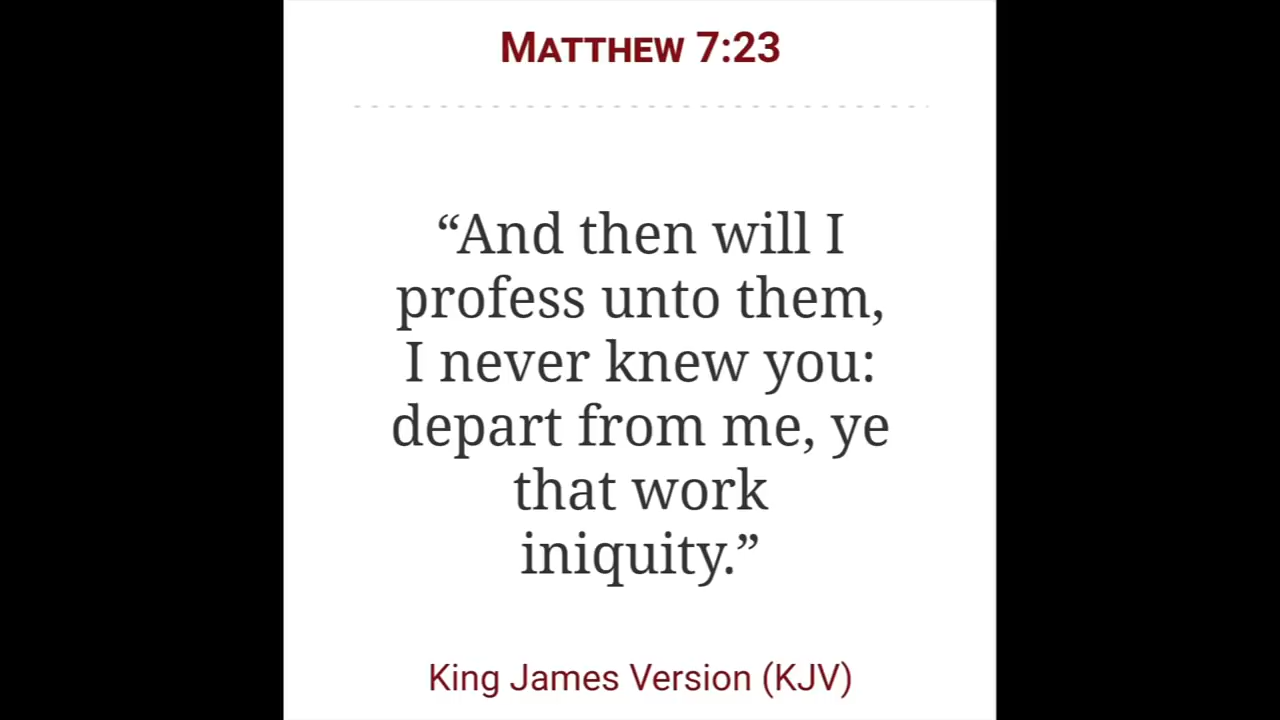 MATTHEW 7:23
“And then will I
profess unto them,
I never knew you:
depart from me, ye
that work
iniquity.”
King James Version (KJV)